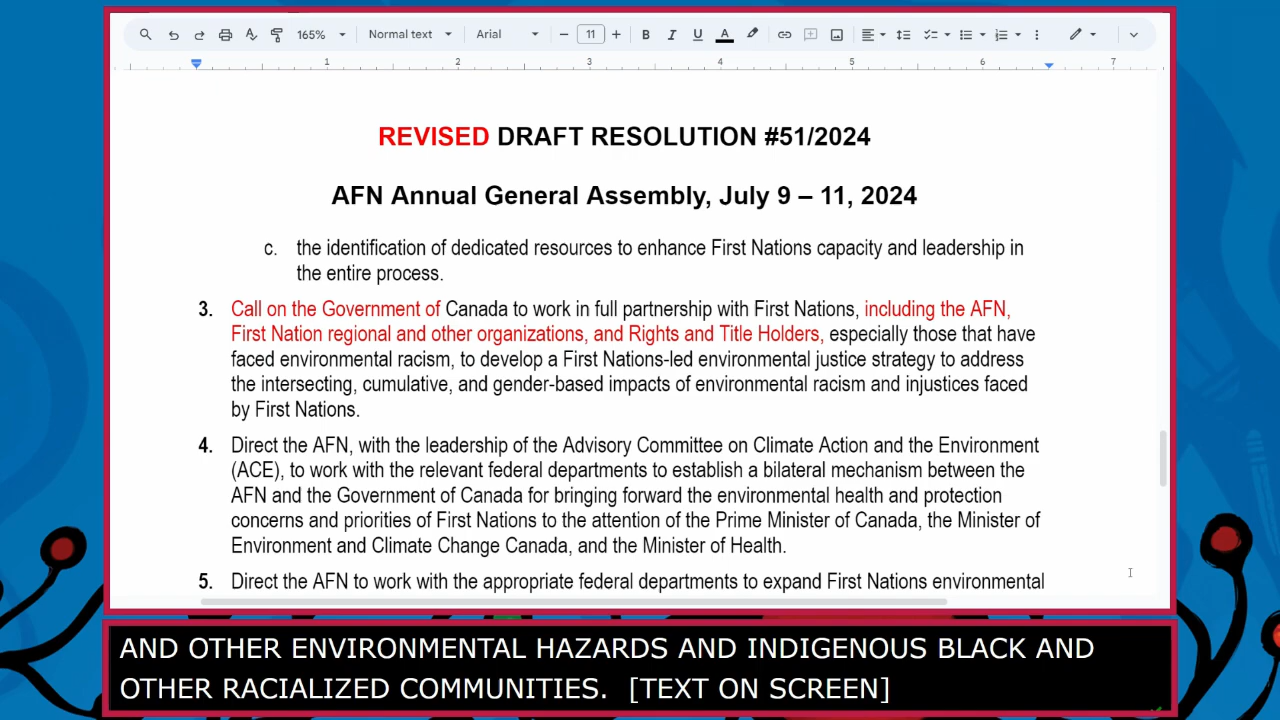 165%
Normal text
Arial
11
B I U A
1 2 3 4 5 6 7
REVISED DRAFT RESOLUTION #51/2024
AFN Annual General Assembly, July 9 – 11, 2024
c. the identification of dedicated resources to enhance First Nations capacity and leadership in
the entire process.
3. Call on the Government of Canada to work in full partnership with First Nations, including the AFN,
First Nation regional and other organizations, and Rights and Title Holders, especially those that have
faced environmental racism, to develop a First Nations-led environmental justice strategy to address
the intersecting, cumulative, and gender-based impacts of environmental racism and injustices faced
by First Nations.
4. Direct the AFN, with the leadership of the Advisory Committee on Climate Action and the Environment
(ACE), to work with the relevant federal departments to establish a bilateral mechanism between the
AFN and the Government of Canada for bringing forward the environmental health and protection
concerns and priorities of First Nations to the attention of the Prime Minister of Canada, the Minister of
Environment and Climate Change Canada, and the Minister of Health.
5. Direct the AFN to work with the appropriate federal departments to expand First Nations environmental
AND OTHER ENVIRONMENTAL HAZARDS AND INDIGENOUS BLACK AND
OTHER RACIALIZED COMMUNITIES. [TEXT ON SCREEN]